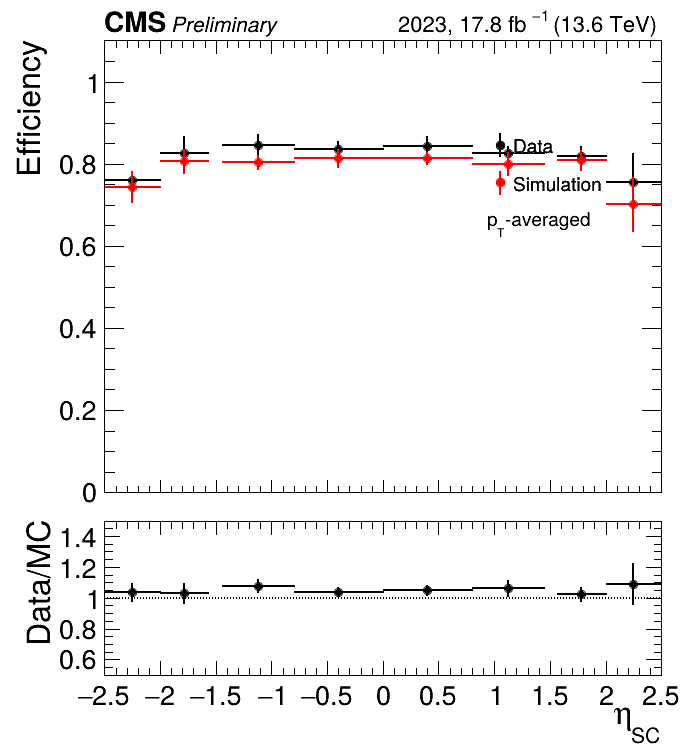 CMS Preliminary 2023, 17.8 fb⁻¹ (13.6 TeV)
Efficiency
1
0.8
0.6
0.4
0.2
0
Data
Simulation
p_T-averaged
Data/MC
1.4
1.2
1
0.8
0.6
−2.5 −2 −1.5 −1 −0.5 0 0.5 1 1.5 2 2.5
η_SC